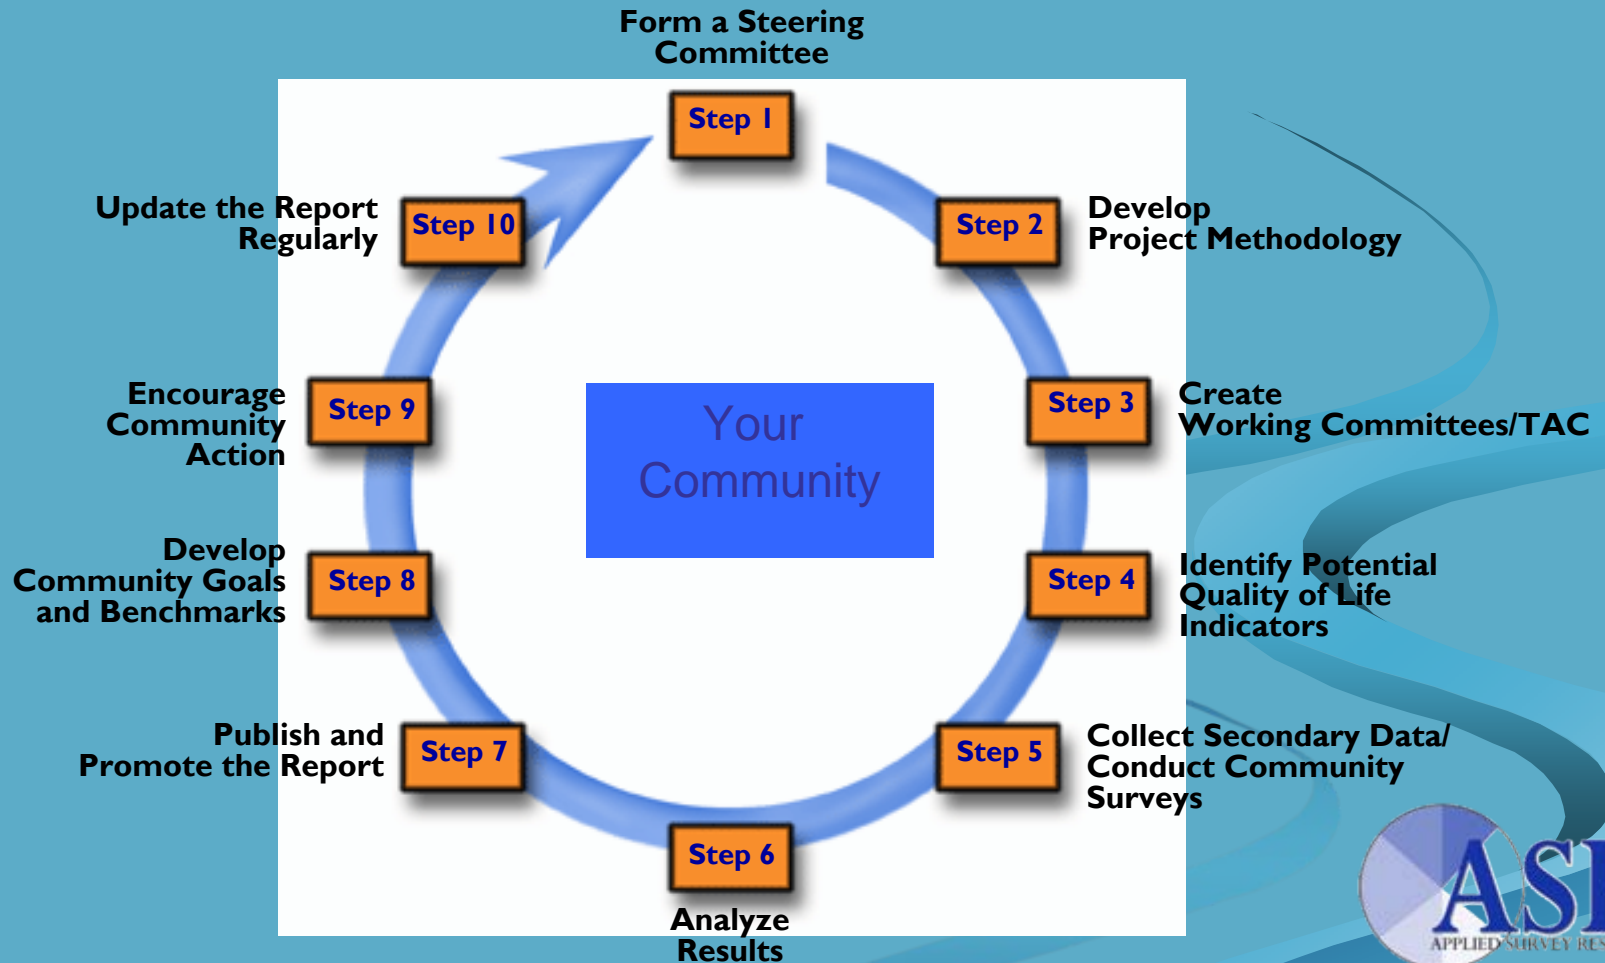 Form a Steering
Committee
Step 1
Step 2
Develop
Project Methodology
Step 3
Create
Working Committees/TAC
Step 4
Identify Potential
Quality of Life
Indicators
Step 5
Collect Secondary Data/
Conduct Community
Surveys
Step 6
Analyze
Results
Step 7
Publish and
Promote the Report
Step 8
Develop
Community Goals
and Benchmarks
Step 9
Encourage
Community
Action
Step 10
Update the Report
Regularly
Your
Community
APPLIED SURVEY